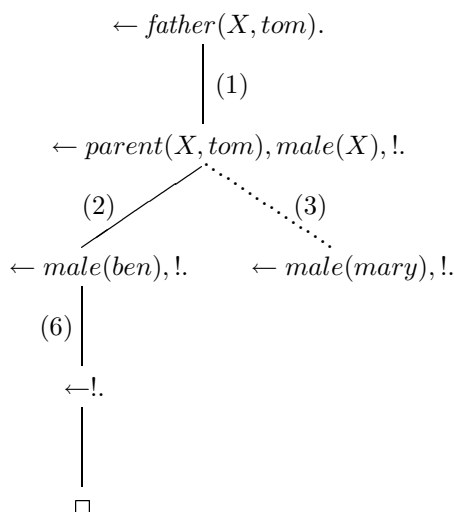 ← father(X, tom).
(1)
← parent(X, tom), male(X), !.
(2) (3)
← male(ben), !. ← male(mary), !.
(6)
←!.
□